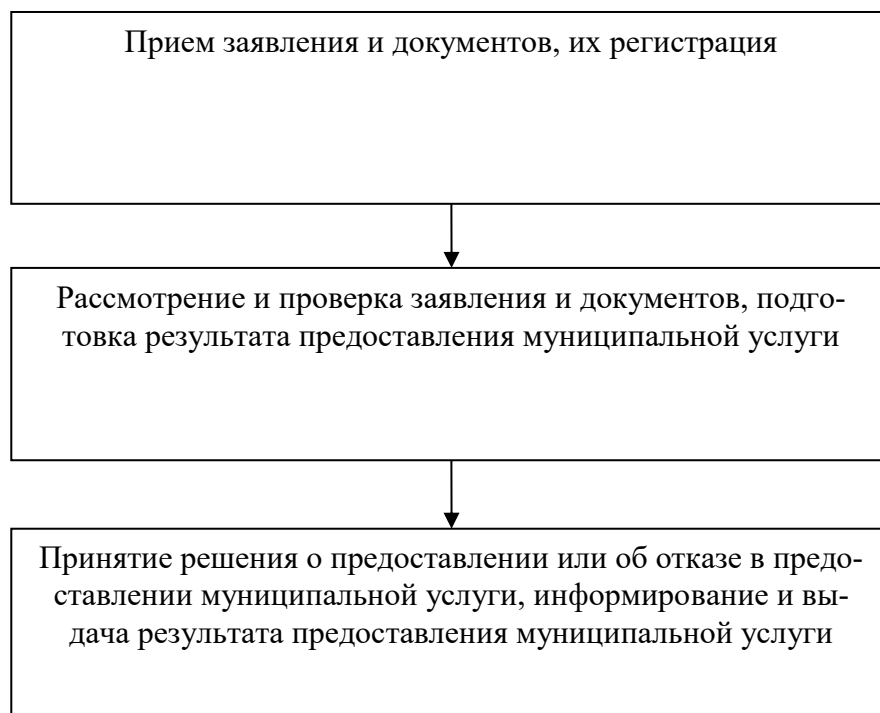 Прием заявления и документов, их регистрация
Рассмотрение и проверка заявления и документов, подго-
товка результата предоставления муниципальной услуги
Принятие решения о предоставлении или об отказе в предо-
ставлении муниципальной услуги, информирование и вы-
дача результата предоставления муниципальной услуги